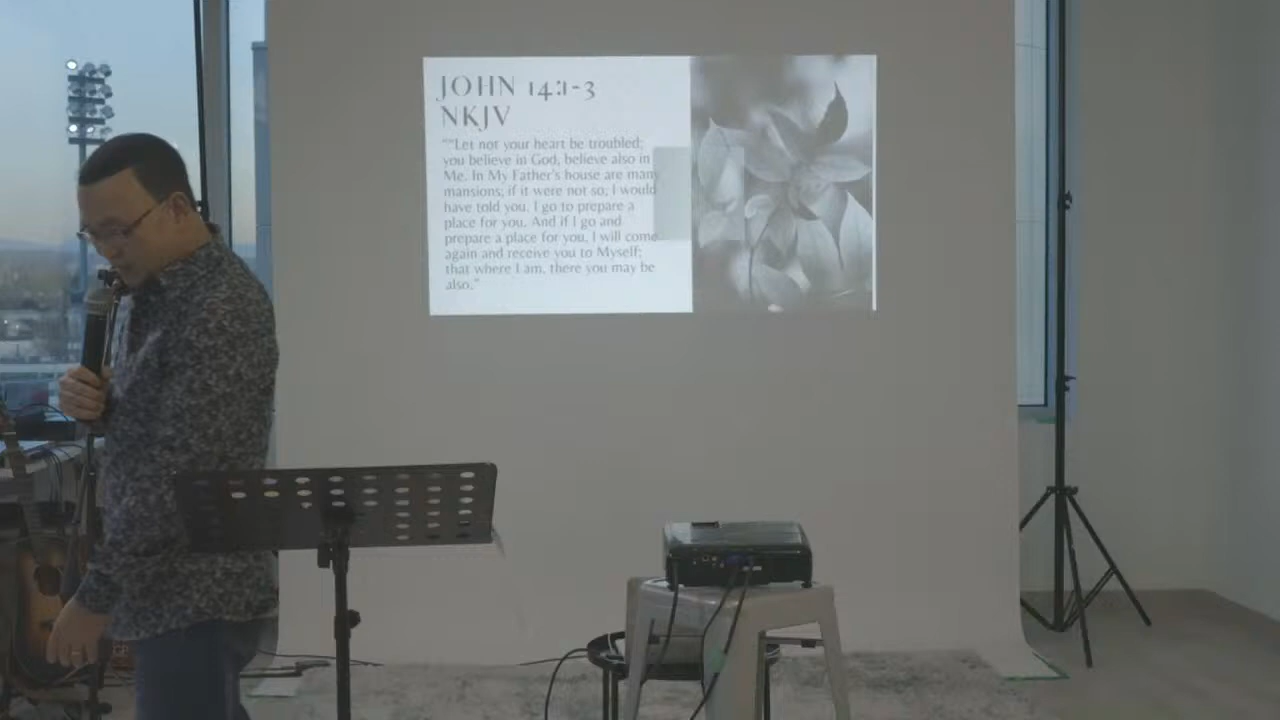 JOHN 14:1-3
NKJV
""Let not your heart be troubled;
you believe in God, believe also in
Me. In My Father's house are many
mansions; if it were not so, I would
have told you. I go to prepare a
place for you. And if I go and
prepare a place for you, I will come
again and receive you to Myself;
that where I am, there you may be
also."